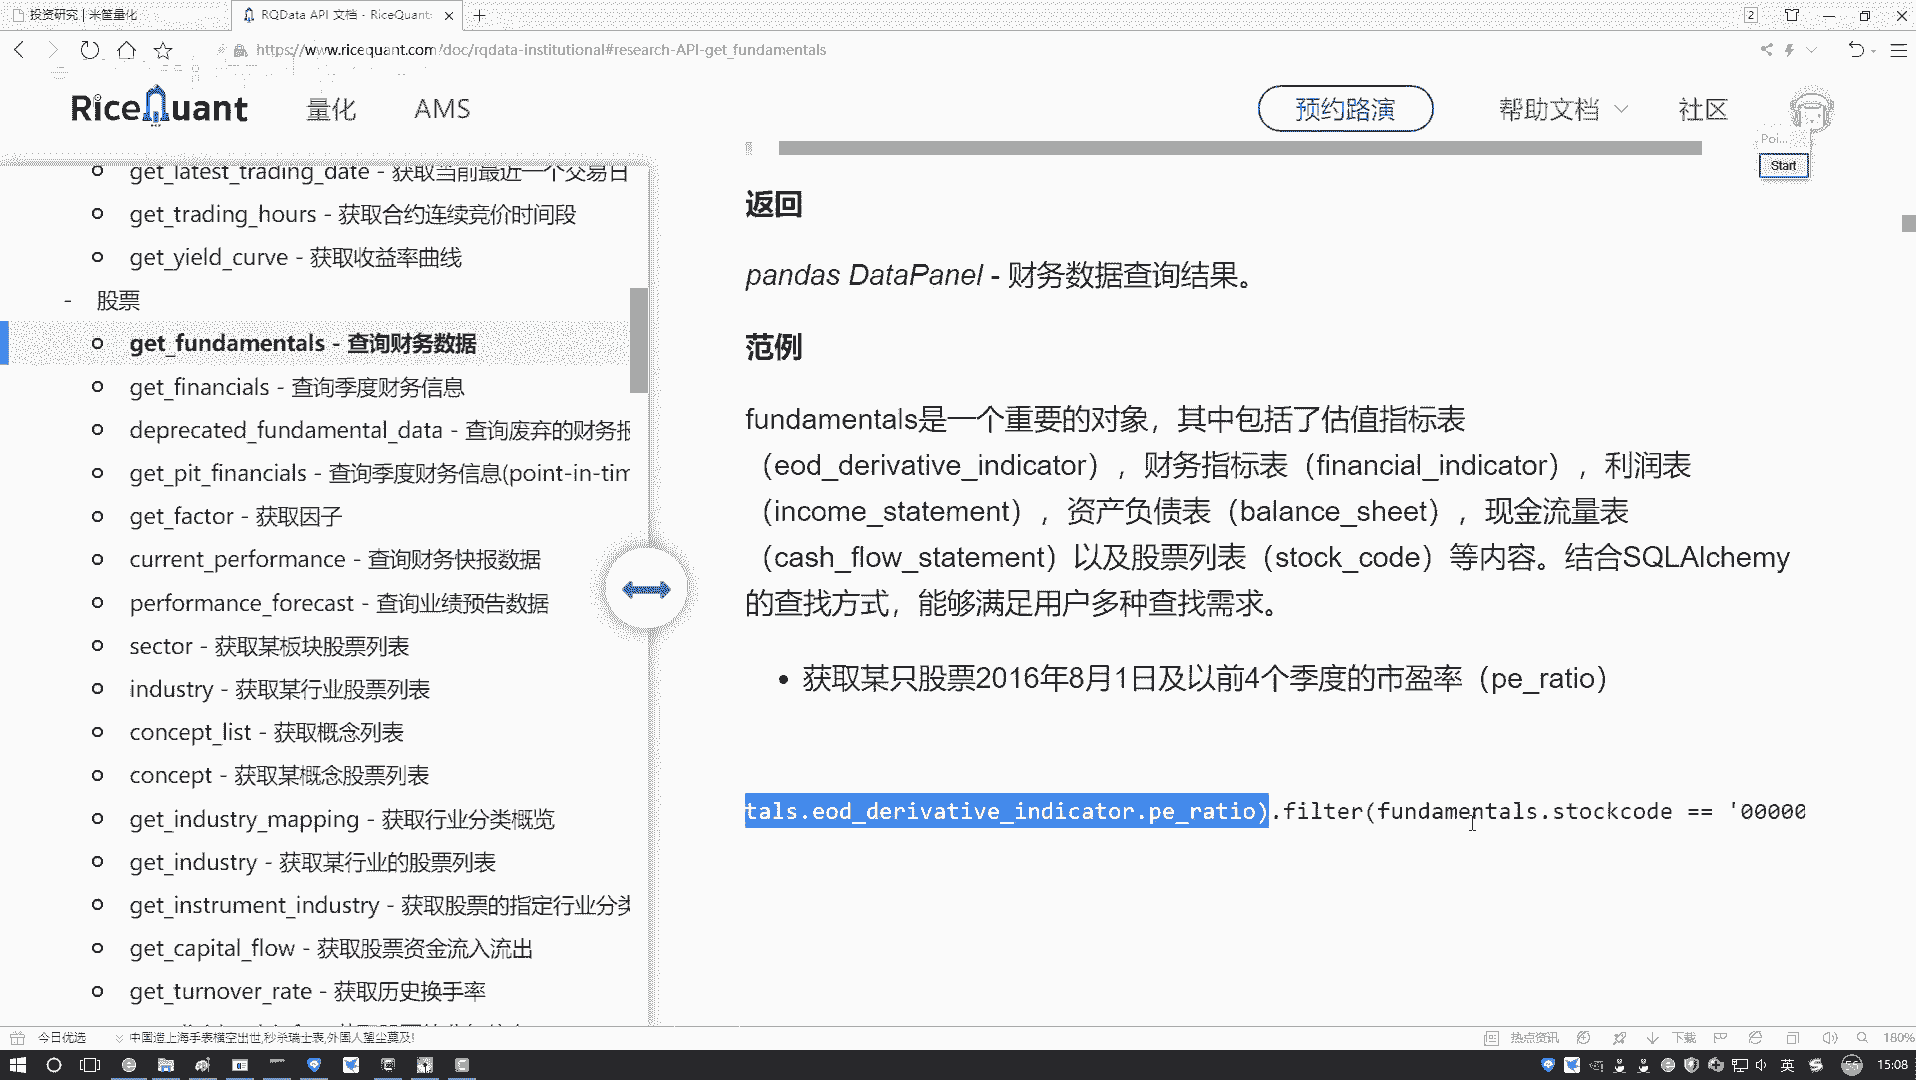 投资研究 | 米筐量化
RQData API 文档 - RiceQuant
2
https://www.ricequant.com/doc/rqdata-institutional#research-API-get_fundamentals
RiceQuant
量化
AMS
预约路演
帮助文档
社区
Poi...
Start
get_latest_trading_date - 获取当前最近一个交易日
get_trading_hours - 获取合约连续竞价时间段
get_yield_curve - 获取收益率曲线
- 股票
get_fundamentals - 查询财务数据
get_financials - 查询季度财务信息
deprecated_fundamental_data - 查询废弃的财务报
get_pit_financials - 查询季度财务信息(point-in-tim
get_factor - 获取因子
current_performance - 查询财务快报数据
performance_forecast - 查询业绩预告数据
sector - 获取某板块股票列表
industry - 获取某行业股票列表
concept_list - 获取概念列表
concept - 获取某概念股票列表
get_industry_mapping - 获取行业分类概览
get_industry - 获取某行业的股票列表
get_instrument_industry - 获取股票的指定行业分类
get_capital_flow - 获取股票资金流入流出
get_turnover_rate - 获取历史换手率
返回
pandas DataPanel - 财务数据查询结果。
范例
fundamentals是一个重要的对象，其中包括了估值指标表
（eod_derivative_indicator），财务指标表（financial_indicator），利润表
（income_statement），资产负债表（balance_sheet），现金流量表
（cash_flow_statement）以及股票列表（stock_code）等内容。结合SQLAlchemy
的查找方式，能够满足用户多种查找需求。
• 获取某只股票2016年8月1日及以前4个季度的市盈率（pe_ratio）
tals.eod_derivative_indicator.pe_ratio).filter(fundamentals.stockcode == '00000
今日优选
中国造上海手表横空出世,秒杀瑞士表,外国人望尘莫及!
热点资讯
下载
180%
英
56
15:08